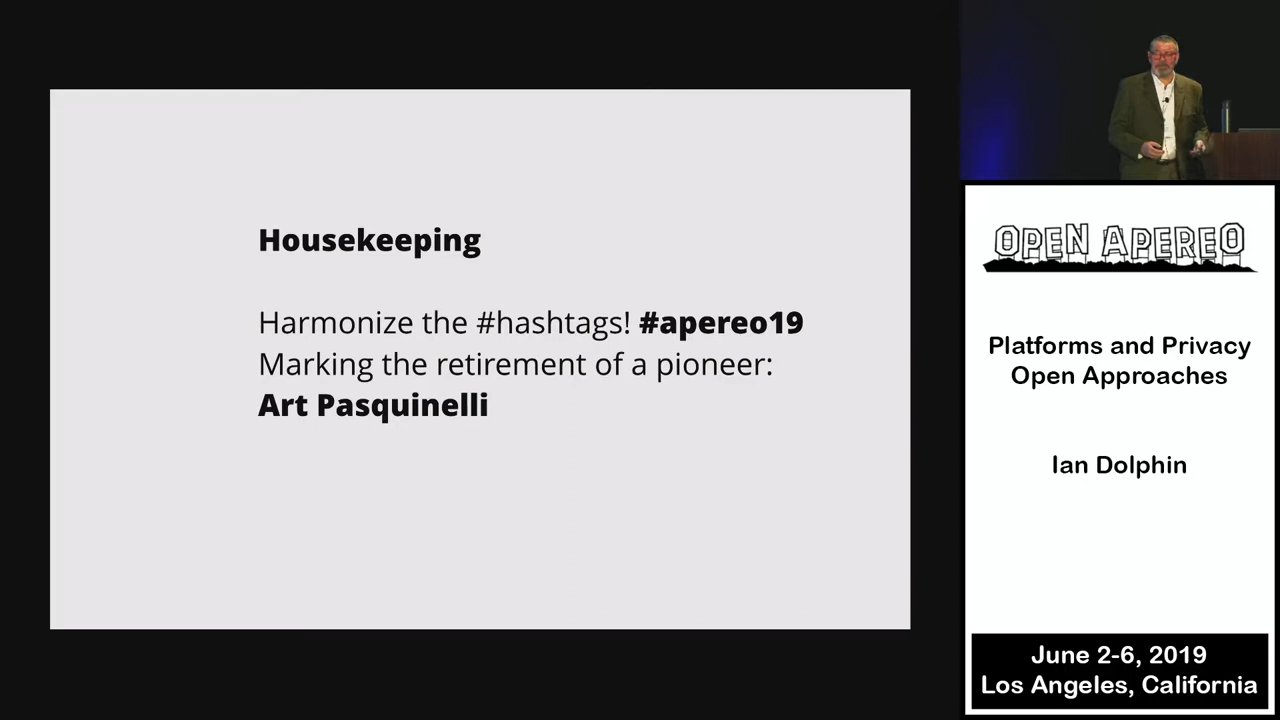 Housekeeping
Harmonize the #hashtags! #apereo19
Marking the retirement of a pioneer:
Art Pasquinelli
OPEN APEREO
Platforms and Privacy
Open Approaches
Ian Dolphin
June 2-6, 2019
Los Angeles, California